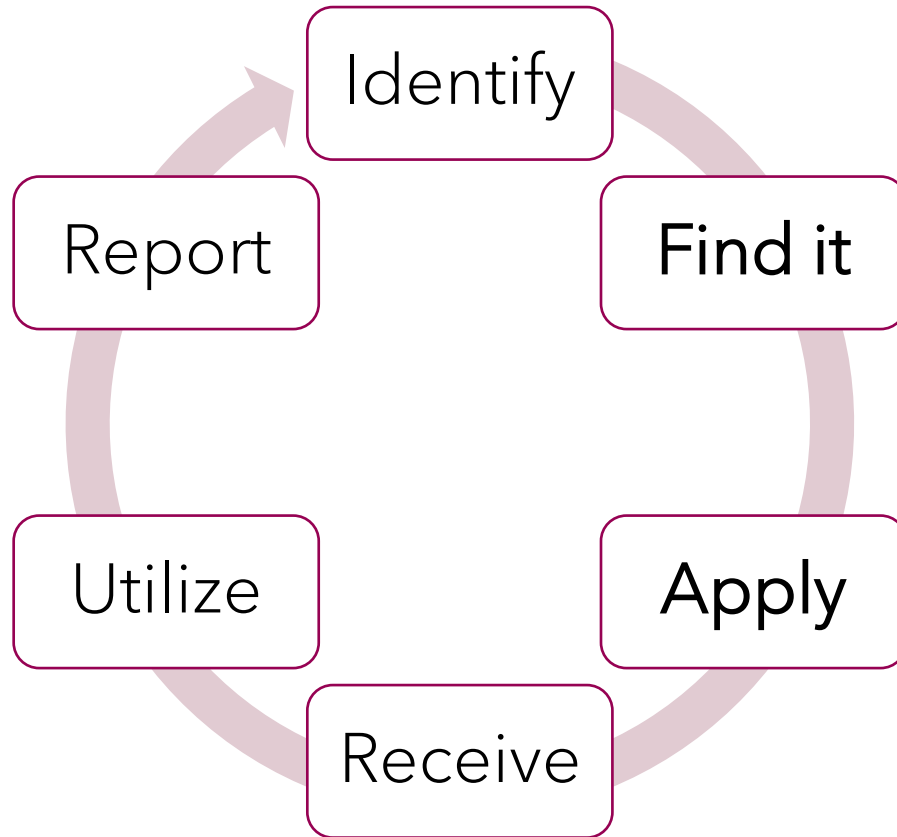 Identify
Find it
Apply
Receive
Utilize
Report